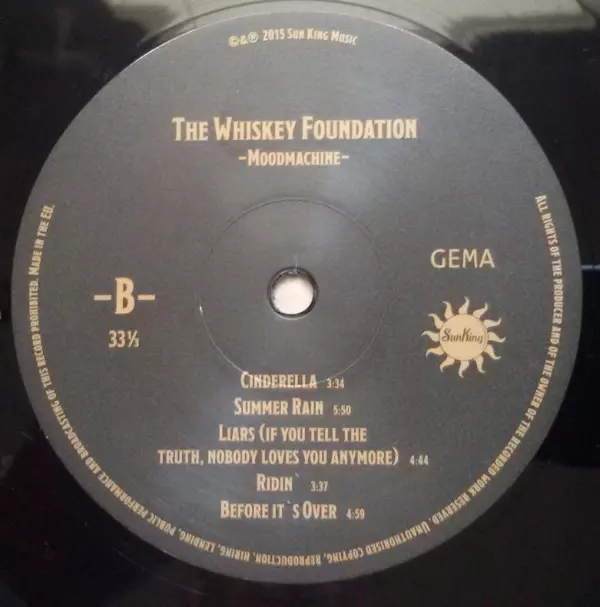 ©&℗ 2015 Sun King Music
The Whiskey Foundation
-Moodmachine-
GEMA
-B-
33⅓
SunKing
Cinderella 3:34
Summer Rain 5:50
Liars (if you tell the
truth, nobody loves you anymore) 4:44
Ridin` 3:37
Before it`s Over 4:59
All rights of the producer and of the owner of the recorded work reserved. Unauthorised copying, reproduction, hiring, lending, public performance and broadcasting of this record prohibited. Made in the EU.